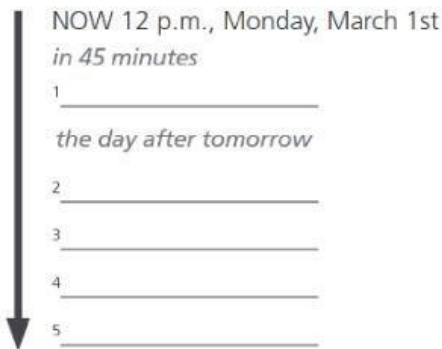 NOW 12 p.m., Monday, March 1st
in 45 minutes
1
the day after tomorrow
2
3
4
5